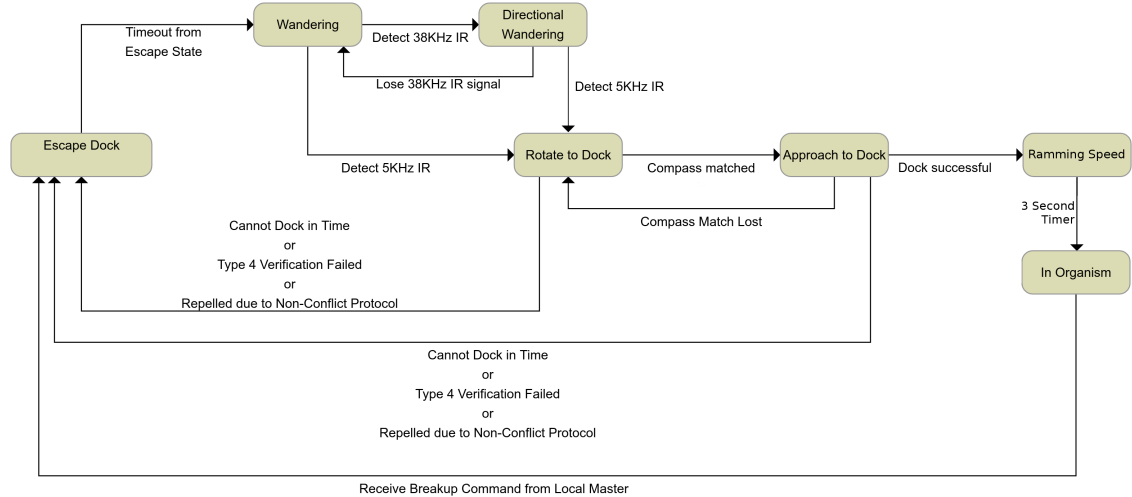 Timeout from
Escape State
Wandering
Detect 38KHz IR
Directional
Wandering
Lose 38KHz IR signal
Detect 5KHz IR
Escape Dock
Detect 5KHz IR
Rotate to Dock
Compass matched
Approach to Dock
Dock successful
Ramming Speed
Compass Match Lost
3 Second
Timer
In Organism
Cannot Dock in Time
or
Type 4 Verification Failed
or
Repelled due to Non-Conflict Protocol
Cannot Dock in Time
or
Type 4 Verification Failed
or
Repelled due to Non-Conflict Protocol
Receive Breakup Command from Local Master